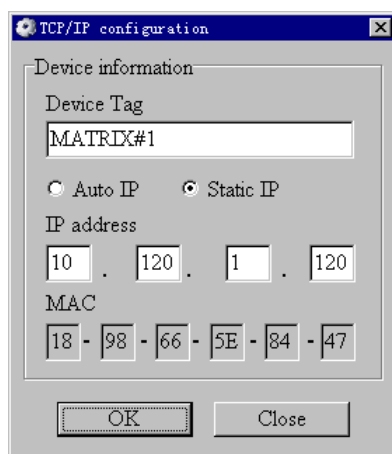 TCP/IP configuration
Device information
Device Tag
MATRIX#1
Auto IP Static IP
IP address
10 . 120 . 1 . 120
MAC
18 - 98 - 66 - 5E - 84 - 47
OK Close